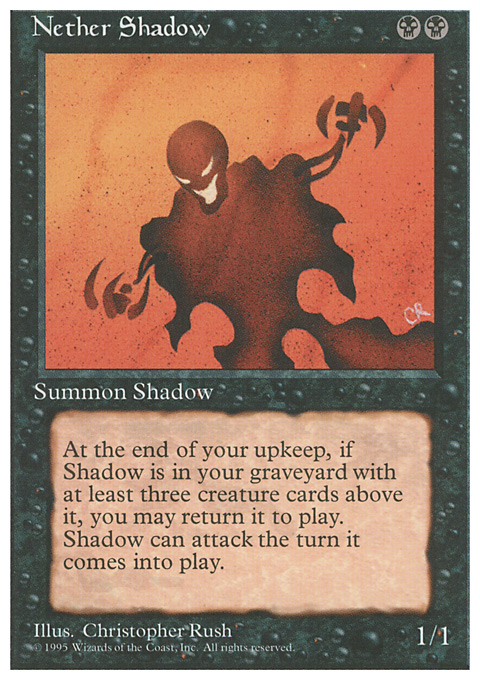 Nether Shadow
CR
Summon Shadow
At the end of your upkeep, if
Shadow is in your graveyard with
at least three creature cards above
it, you may return it to play.
Shadow can attack the turn it
comes into play.
Illus. Christopher Rush
© 1995 Wizards of the Coast, Inc. All rights reserved.
1/1